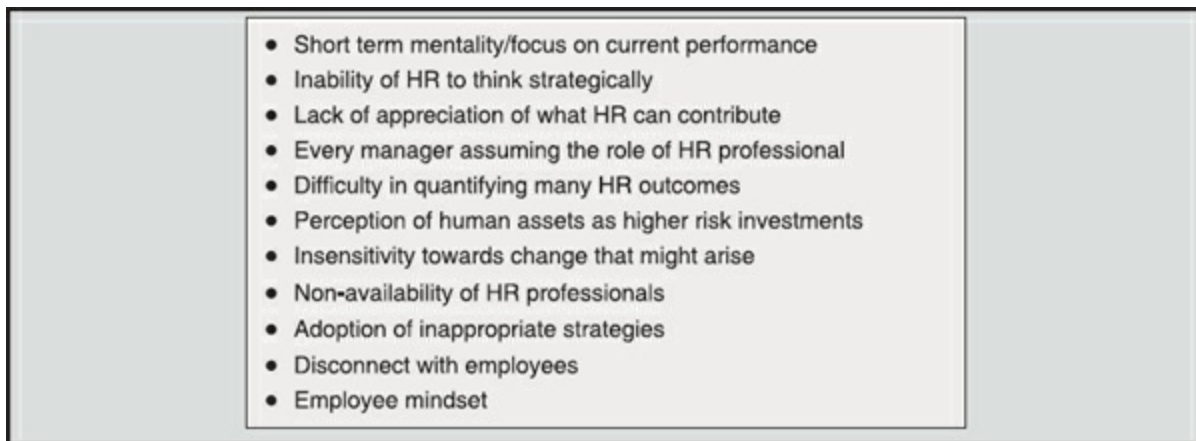 • Short term mentality/focus on current performance
• Inability of HR to think strategically
• Lack of appreciation of what HR can contribute
• Every manager assuming the role of HR professional
• Difficulty in quantifying many HR outcomes
• Perception of human assets as higher risk investments
• Insensitivity towards change that might arise
• Non-availability of HR professionals
• Adoption of inappropriate strategies
• Disconnect with employees
• Employee mindset